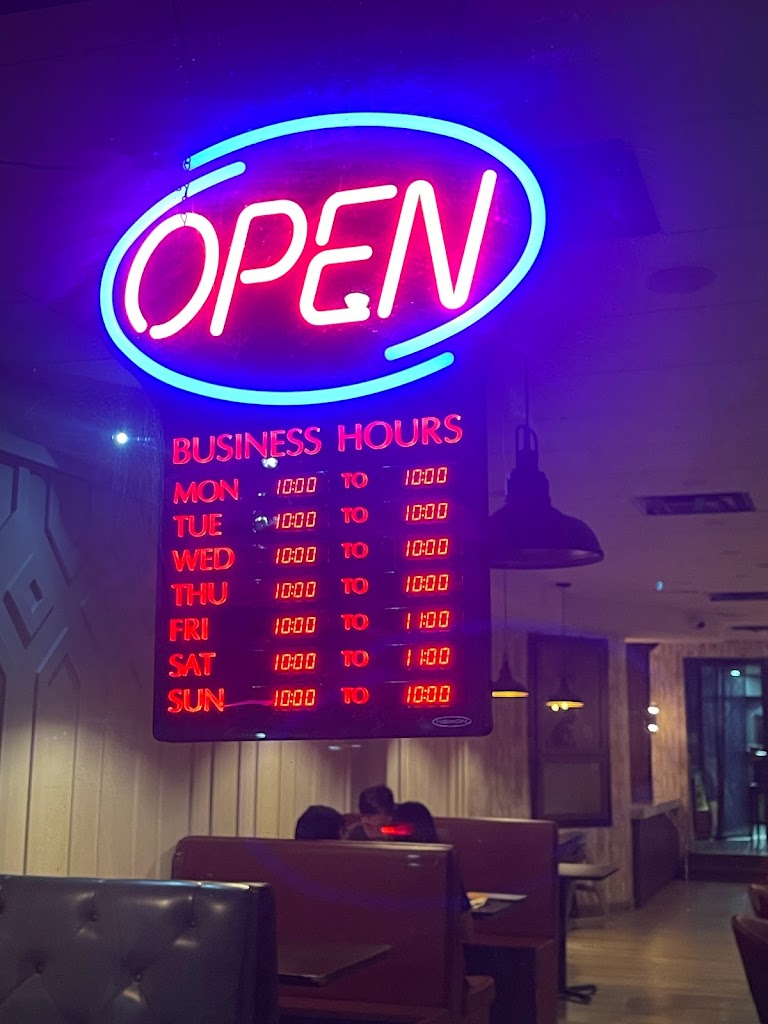 OPEN
BUSINESS HOURS
MON 10:00 TO 10:00
TUE 10:00 TO 10:00
WED 10:00 TO 10:00
THU 10:00 TO 10:00
FRI 10:00 TO 11:00
SAT 10:00 TO 11:00
SUN 10:00 TO 10:00